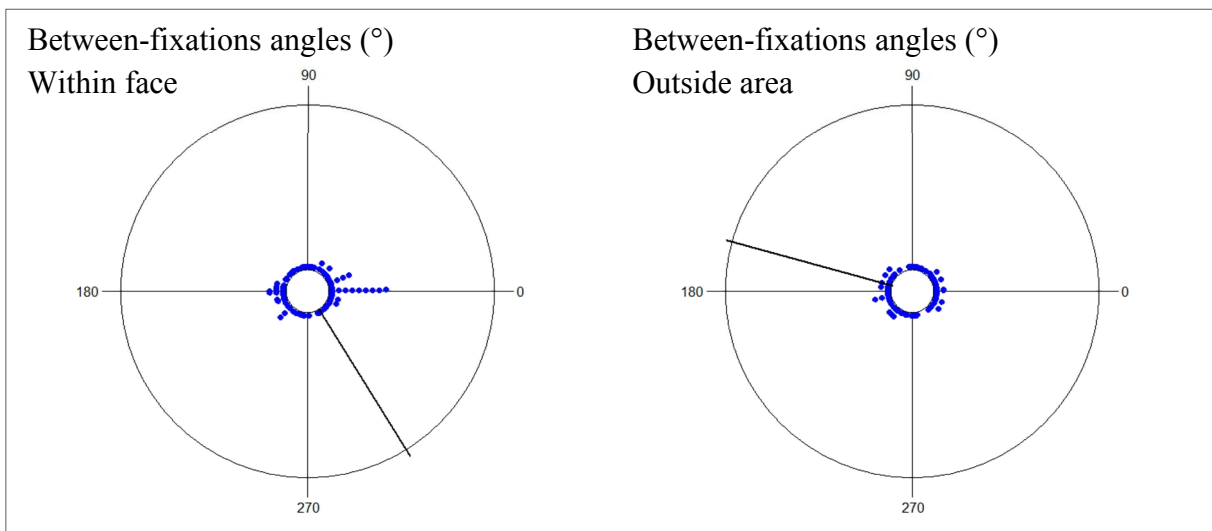 Between-fixations angles (°)
Within face
90
180
0
270
Between-fixations angles (°)
Outside area
90
180
0
270